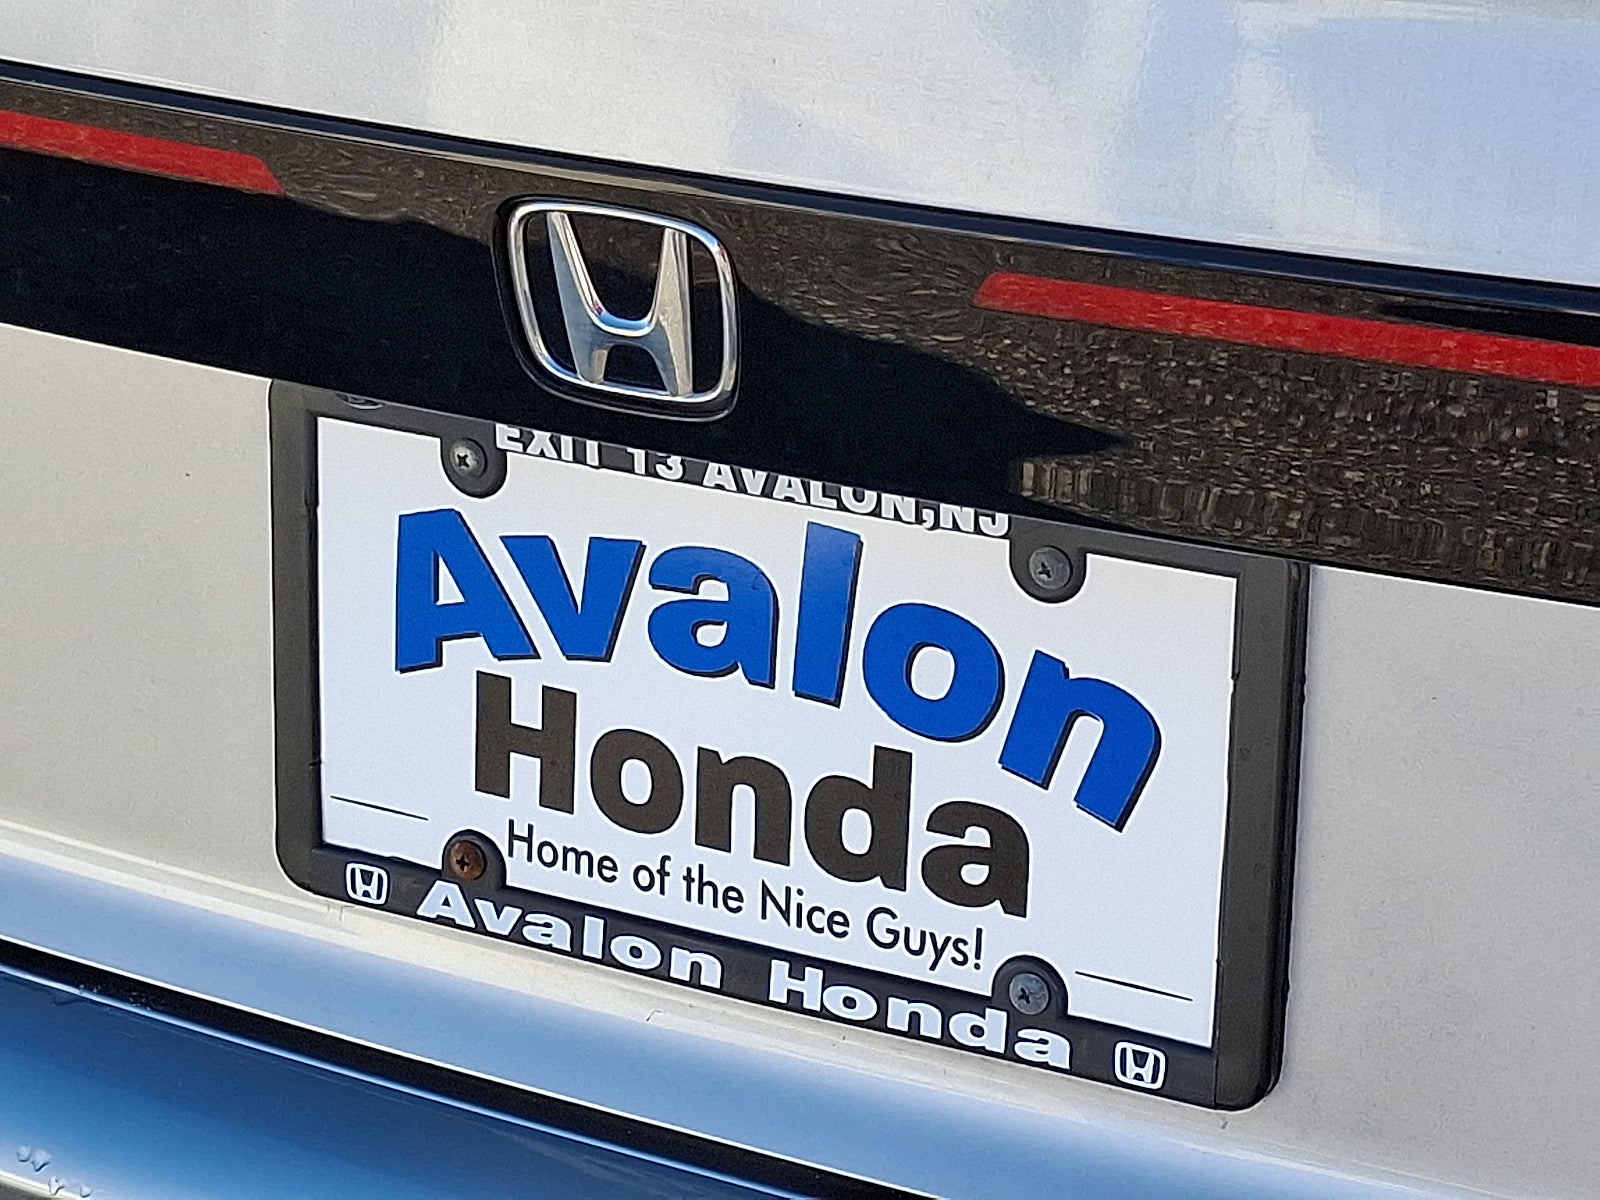 EXIT 13 AVALON,NJ
Avalon
Honda
Home of the Nice Guys!
Avalon Honda